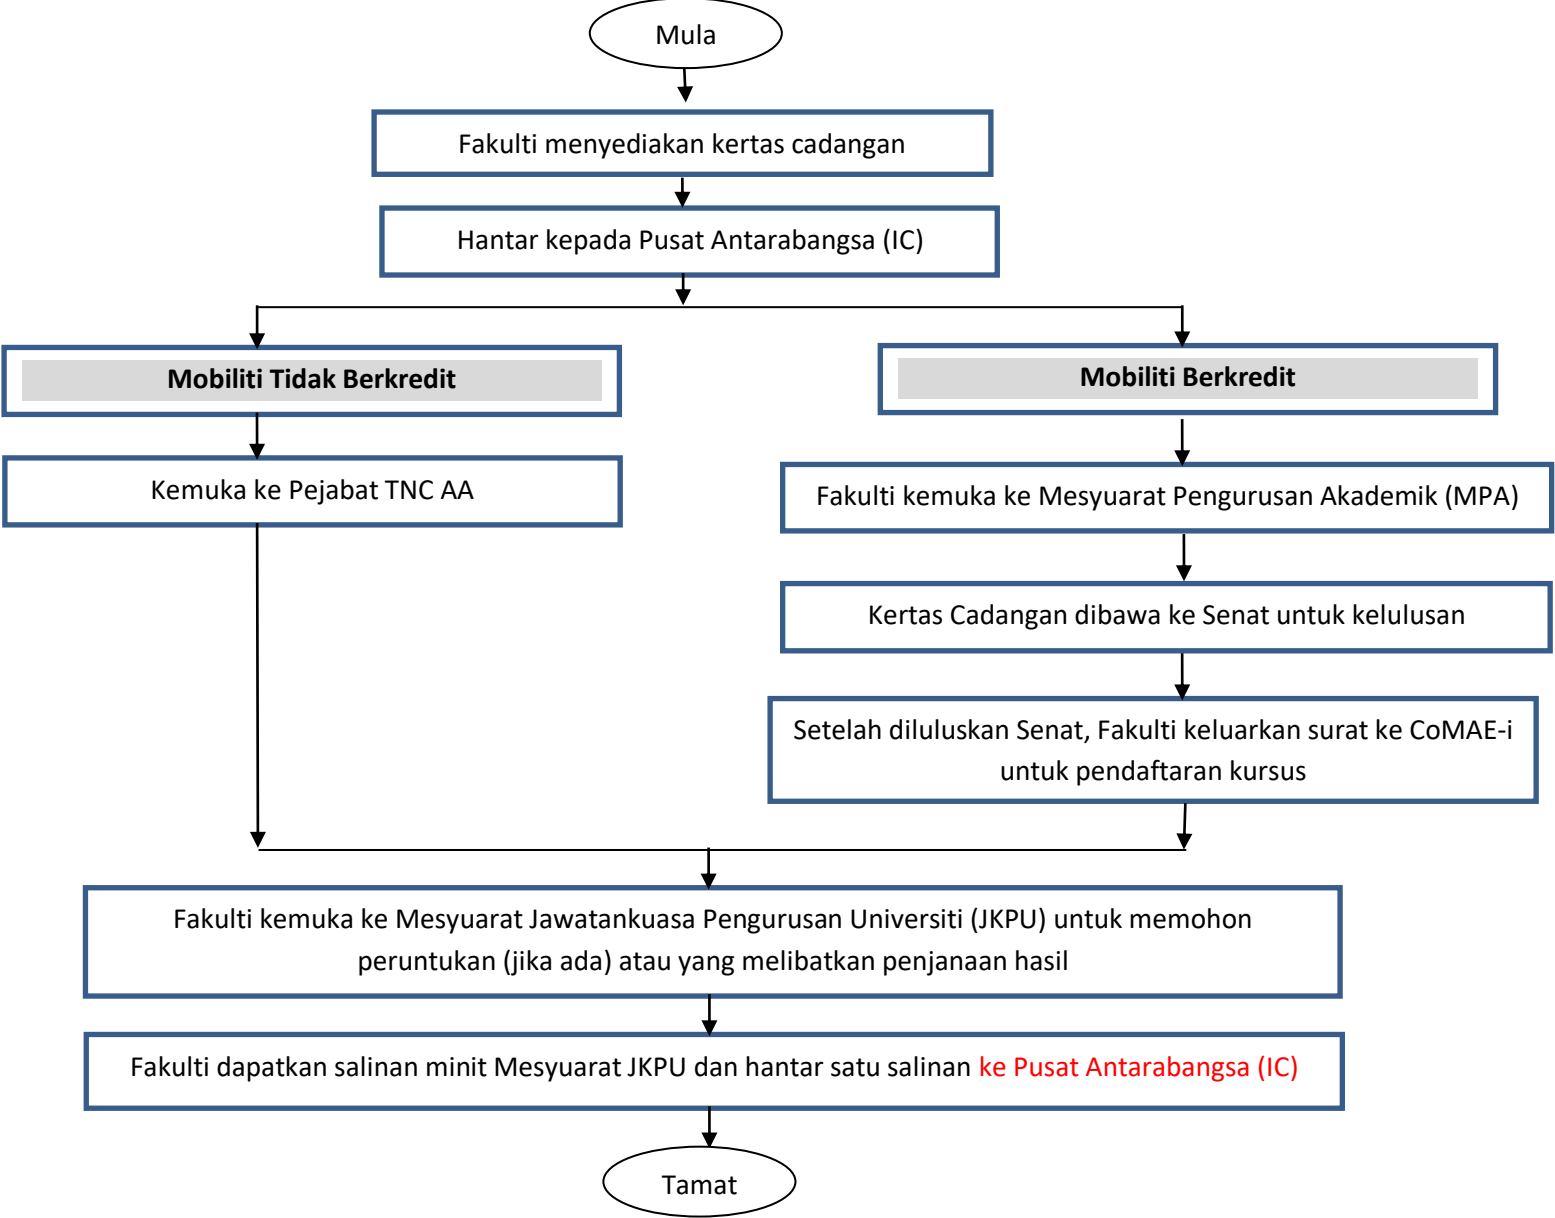 Mula
Fakulti menyediakan kertas cadangan
Hantar kepada Pusat Antarabangsa (IC)
Mobiliti Tidak Berkredit
Kemuka ke Pejabat TNC AA
Mobiliti Berkredit
Fakulti kemuka ke Mesyuarat Pengurusan Akademik (MPA)
Kertas Cadangan dibawa ke Senat untuk kelulusan
Setelah diluluskan Senat, Fakulti keluarkan surat ke CoMAE-i
untuk pendaftaran kursus
Fakulti kemuka ke Mesyuarat Jawatankuasa Pengurusan Universiti (JKPU) untuk memohon
peruntukan (jika ada) atau yang melibatkan penjanaan hasil
Fakulti dapatkan salinan minit Mesyuarat JKPU dan hantar satu salinan ke Pusat Antarabangsa (IC)
Tamat